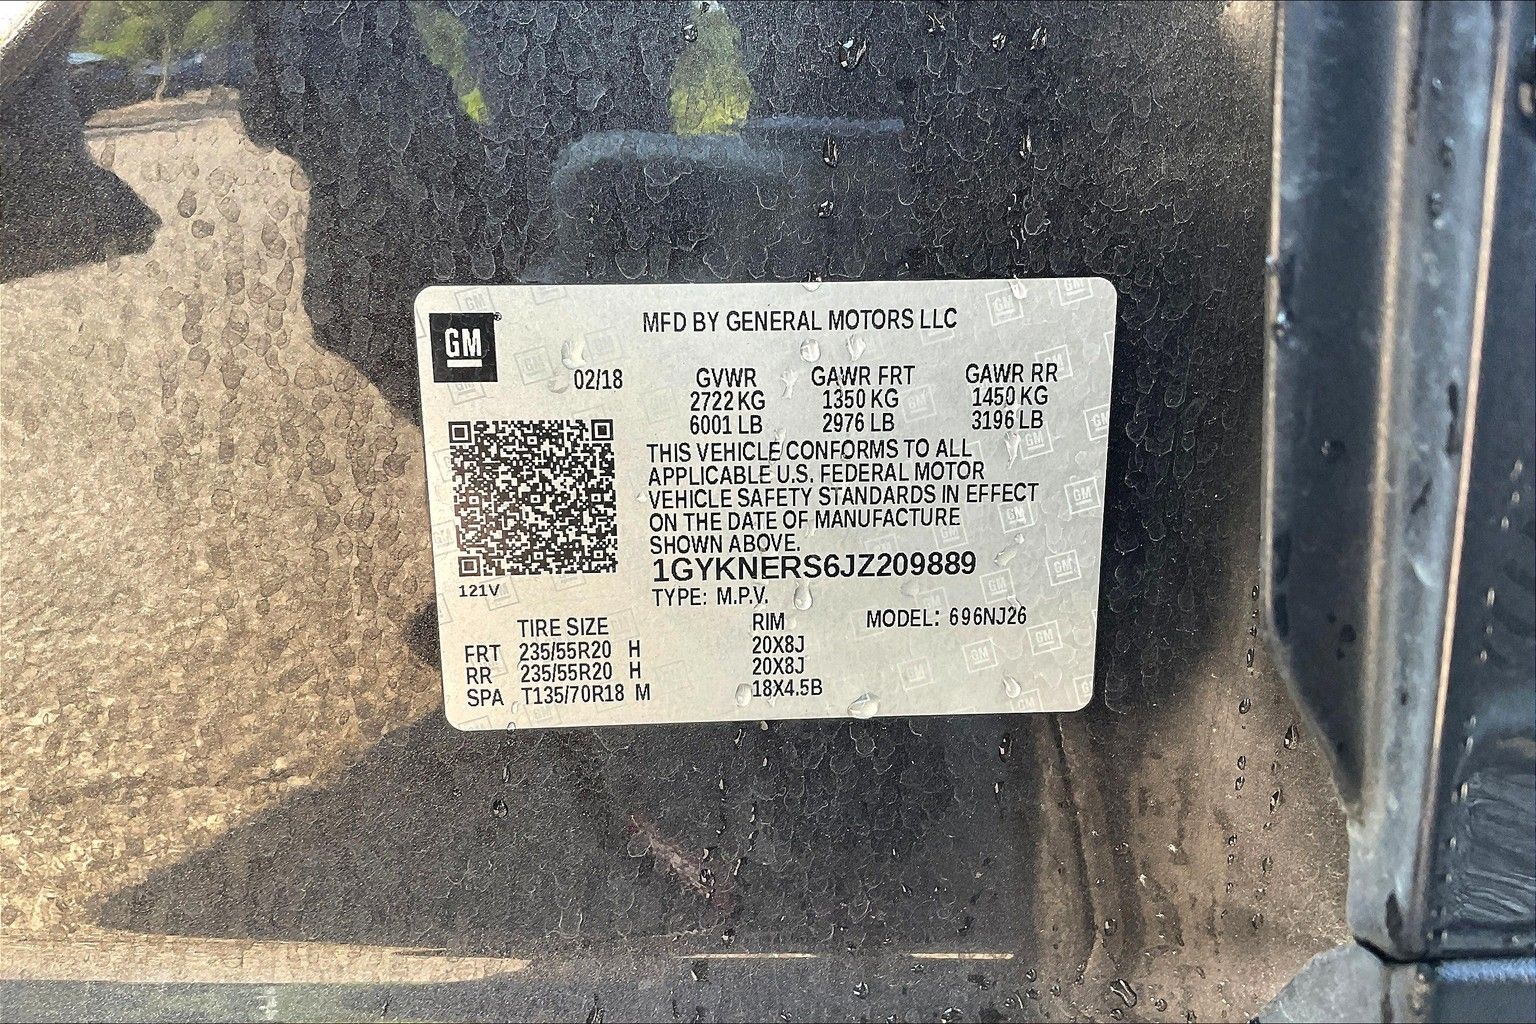 GM
MFD BY GENERAL MOTORS LLC
02/18
GVWR GAWR FRT GAWR RR
2722 KG 1350 KG 1450 KG
6001 LB 2976 LB 3196 LB
THIS VEHICLE CONFORMS TO ALL
APPLICABLE U.S. FEDERAL MOTOR
VEHICLE SAFETY STANDARDS IN EFFECT
ON THE DATE OF MANUFACTURE
SHOWN ABOVE.
1GYKNERS6JZ209889
121V
TYPE: M.P.V.
MODEL: 696NJ26
TIRE SIZE RIM
FRT 235/55R20 H 20X8J
RR 235/55R20 H 20X8J
SPA T135/70R18 M 18X4.5B